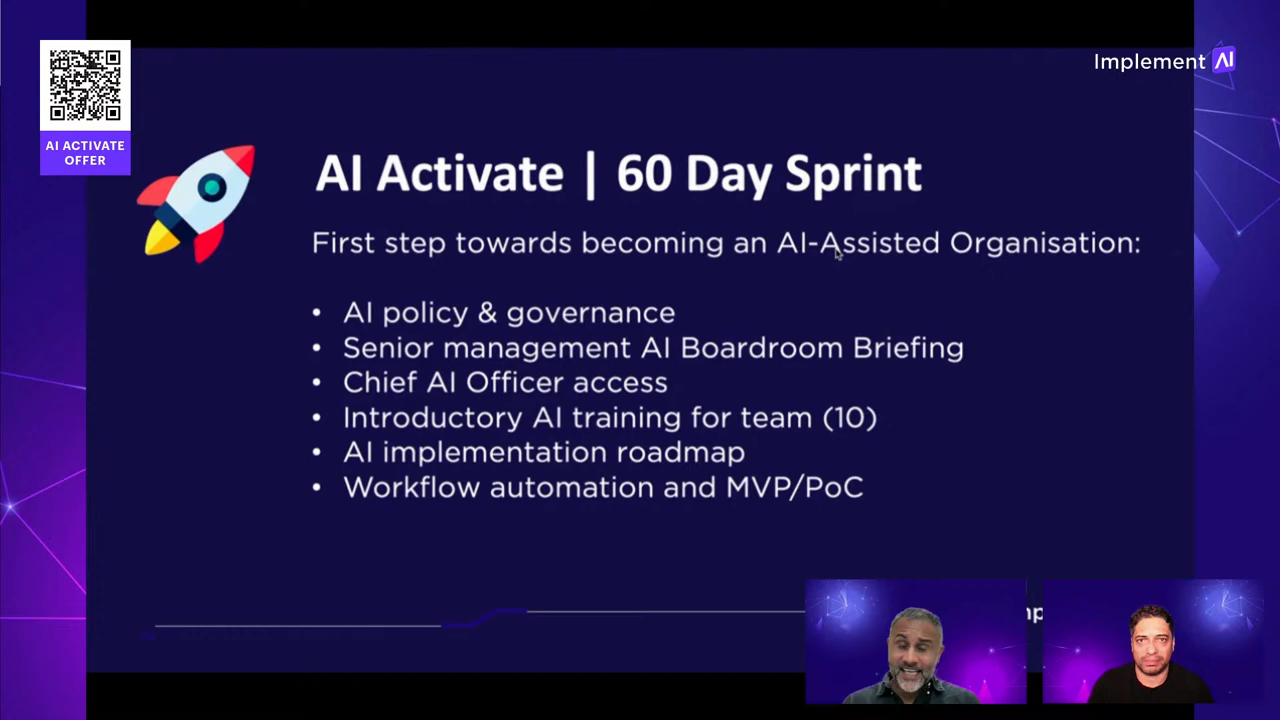 AI ACTIVATE
OFFER
Implement AI
AI Activate | 60 Day Sprint
First step towards becoming an AI-Assisted Organisation:
• AI policy & governance
• Senior management AI Boardroom Briefing
• Chief AI Officer access
• Introductory AI training for team (10)
• AI implementation roadmap
• Workflow automation and MVP/PoC